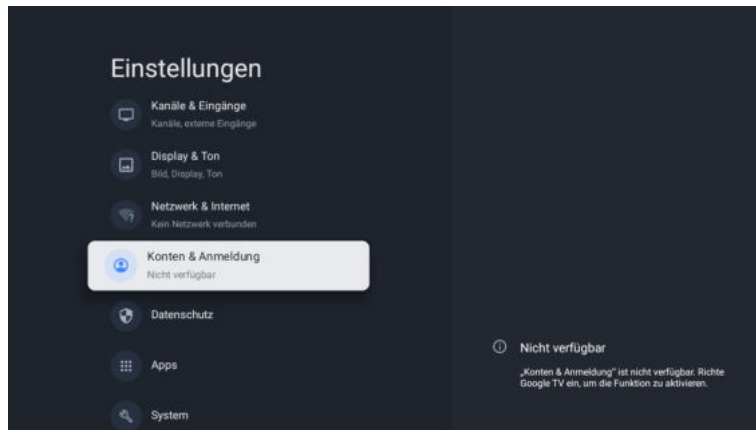 Einstellungen
Kanäle & Eingänge
Kanäle, externe Eingänge
Display & Ton
Bild, Display, Ton
Netzwerk & Internet
Kein Netzwerk verbunden
Konten & Anmeldung
Nicht verfügbar
Datenschutz
Apps
System
Nicht verfügbar
„Konten & Anmeldung“ ist nicht verfügbar. Richte
Google TV ein, um die Funktion zu aktivieren.